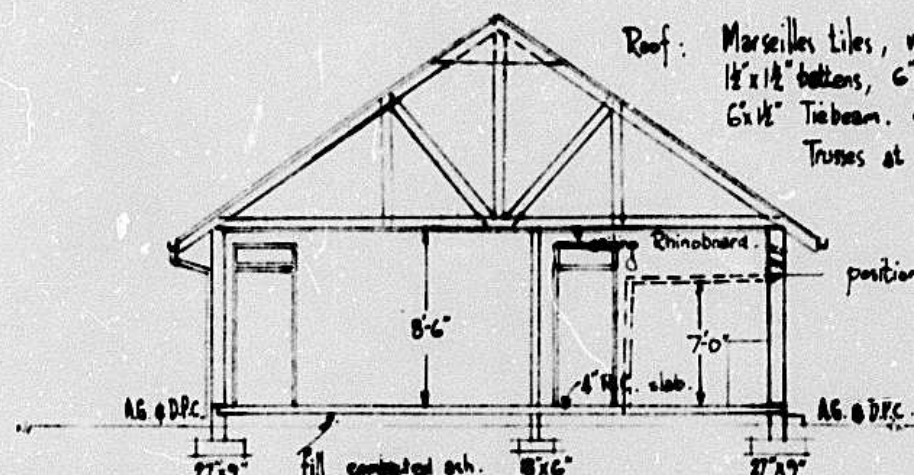 Roof: Marseilles tiles,
1½"x1½" battens, 6"
6"x1½" Tiebeam.
Trusses at
Rhinoboard.
position
8'-6"
7'-0"
4" R.C. slab.
A.G. & D.P.C.
A.G. & D.P.C.
27"x9"
Fill compacted ash.
18"x6"
27"x9"